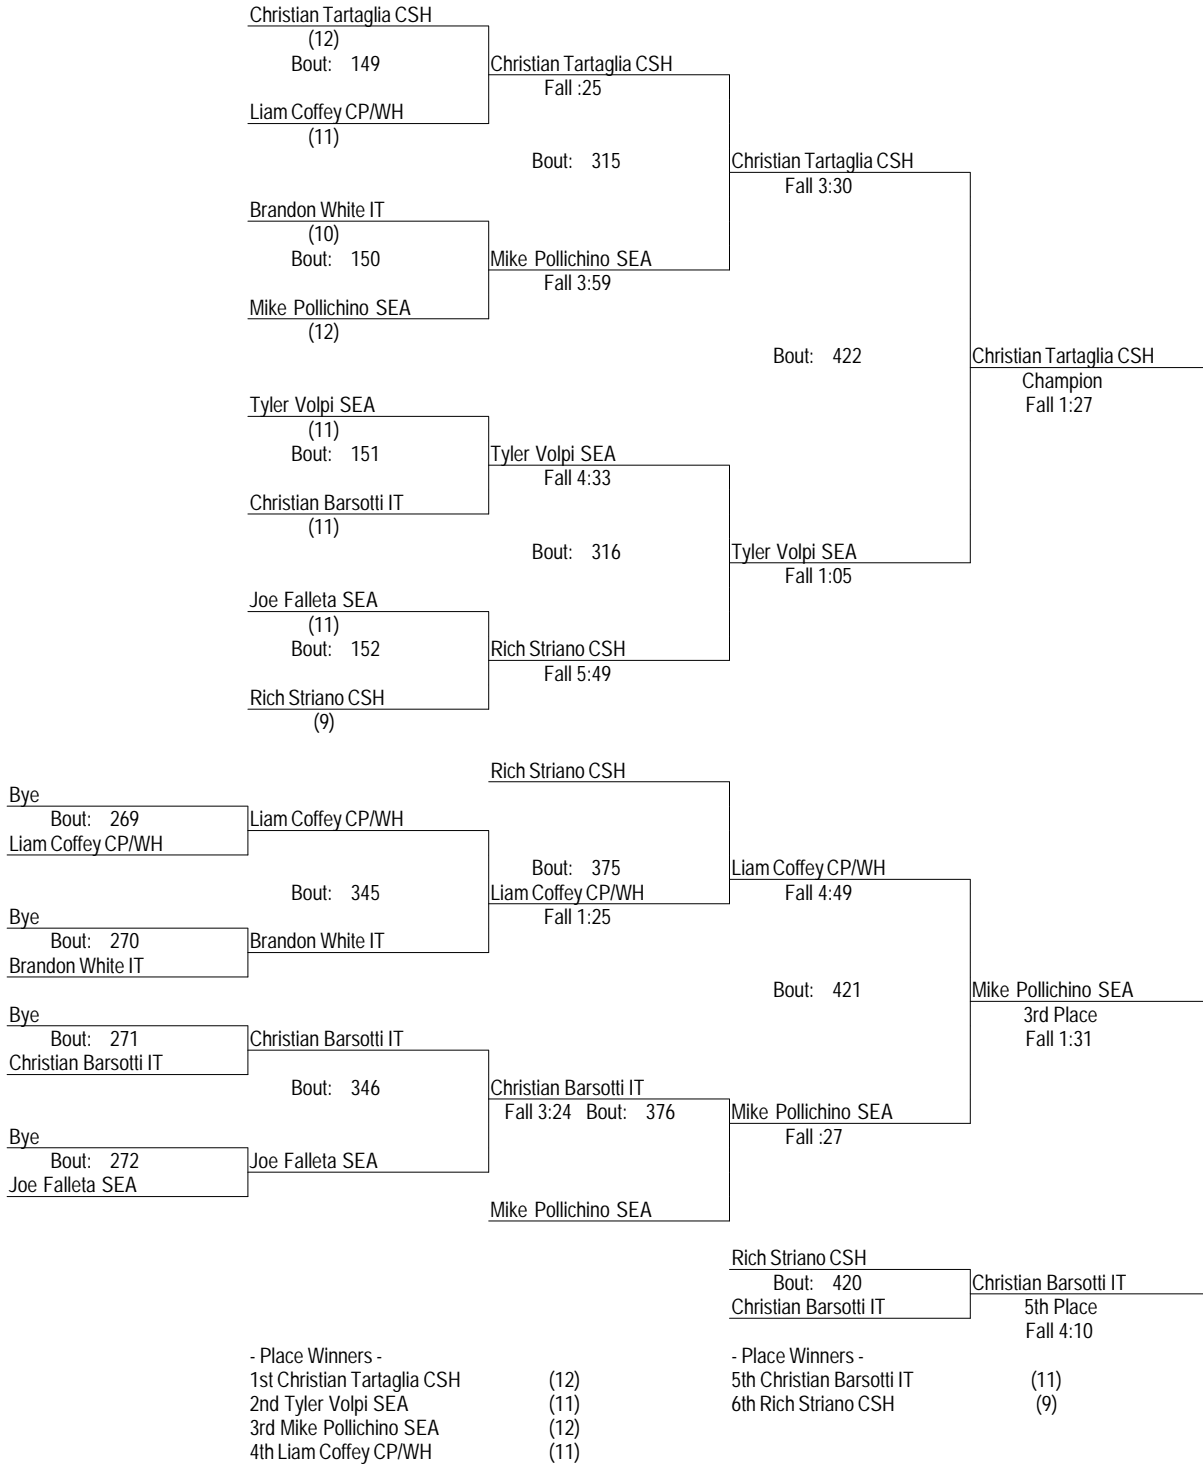 Christian Tartaglia CSH
(12)
Bout: 149
Christian Tartaglia CSH
Fall :25
Liam Coffey CP/WH
(11)
Bout: 315
Christian Tartaglia CSH
Fall 3:30
Brandon White IT
(10)
Bout: 150
Mike Pollichino SEA
Fall 3:59
Mike Pollichino SEA
(12)
Bout: 422
Christian Tartaglia CSH
Champion
Fall 1:27
Tyler Volpi SEA
(11)
Bout: 151
Tyler Volpi SEA
Fall 4:33
Christian Barsotti IT
(11)
Bout: 316
Tyler Volpi SEA
Fall 1:05
Joe Falleta SEA
(11)
Bout: 152
Rich Striano CSH
Fall 5:49
Rich Striano CSH
(9)
Rich Striano CSH
Bye
Bout: 269
Liam Coffey CP/WH
Liam Coffey CP/WH
Bout: 375
Liam Coffey CP/WH
Fall 4:49
Bout: 345
Liam Coffey CP/WH
Fall 1:25
Bye
Bout: 270
Brandon White IT
Brandon White IT
Bout: 421
Mike Pollichino SEA
3rd Place
Fall 1:31
Bye
Bout: 271
Christian Barsotti IT
Christian Barsotti IT
Bout: 346
Christian Barsotti IT
Fall 3:24 Bout: 376
Mike Pollichino SEA
Fall :27
Bye
Bout: 272
Joe Falleta SEA
Joe Falleta SEA
Mike Pollichino SEA
Rich Striano CSH
Bout: 420
Christian Barsotti IT
Christian Barsotti IT
5th Place
Fall 4:10
- Place Winners -
1st Christian Tartaglia CSH (12)
2nd Tyler Volpi SEA (11)
3rd Mike Pollichino SEA (12)
4th Liam Coffey CP/WH (11)
- Place Winners -
5th Christian Barsotti IT (11)
6th Rich Striano CSH (9)